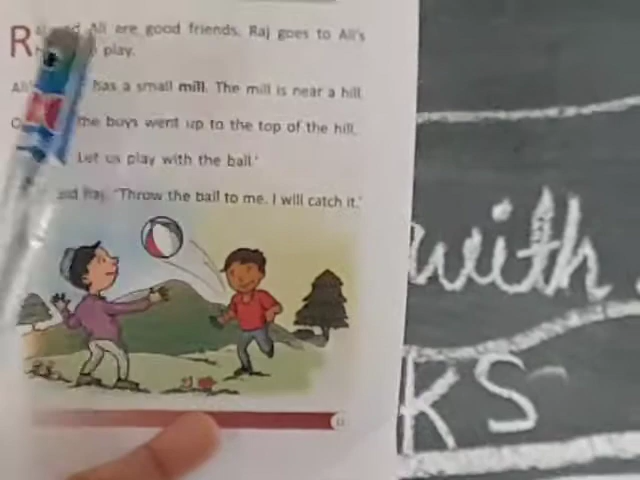 Ali are good friends. Raj goes to Ali's
play.
has a small mill. The mill is near a hill.
the boys went up to the top of the hill.
Let us play with the ball.'
Raj, 'Throw the ball to me. I will catch it.'
with
KS